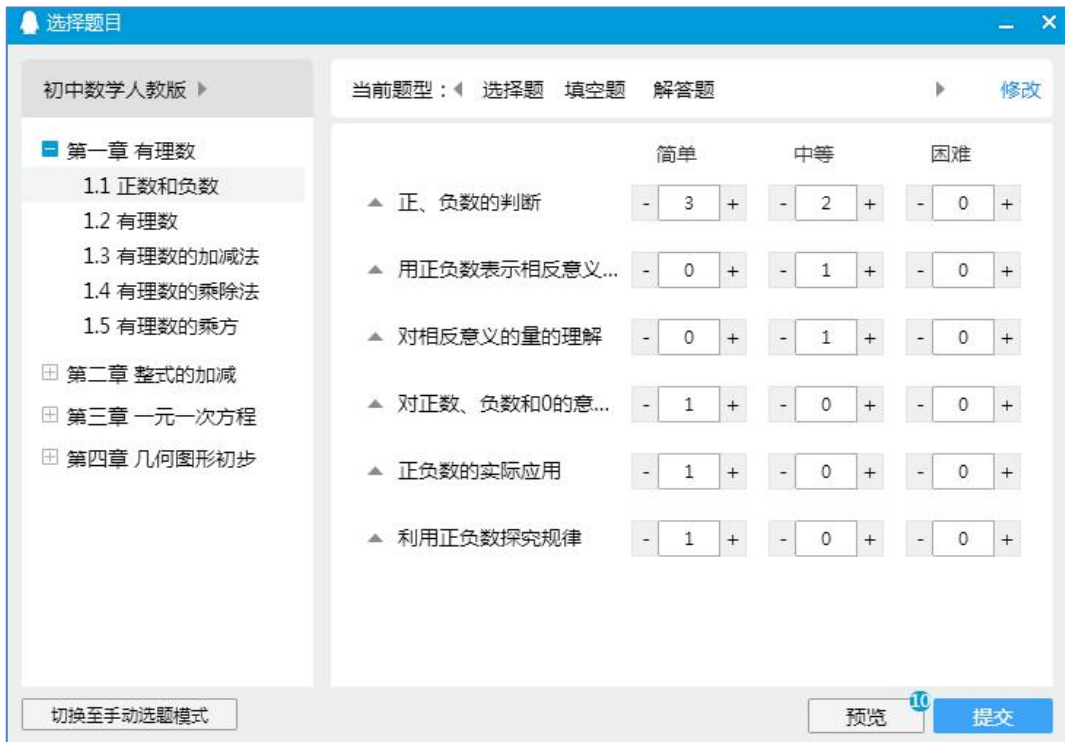 选择题目
初中数学人教版
当前题型： 选择题 填空题 解答题 修改
第一章 有理数
1.1 正数和负数
1.2 有理数
1.3 有理数的加减法
1.4 有理数的乘除法
1.5 有理数的乘方
第二章 整式的加减
第三章 一元一次方程
第四章 几何图形初步
简单 中等 困难
正、负数的判断 - 3 + - 2 + - 0 +
用正负数表示相反意义... - 0 + - 1 + - 0 +
对相反意义的量的理解 - 0 + - 1 + - 0 +
对正数、负数和0的意... - 1 + - 0 + - 0 +
正负数的实际应用 - 1 + - 0 + - 0 +
利用正负数探究规律 - 1 + - 0 + - 0 +
切换至手动选题模式
预览 10 提交